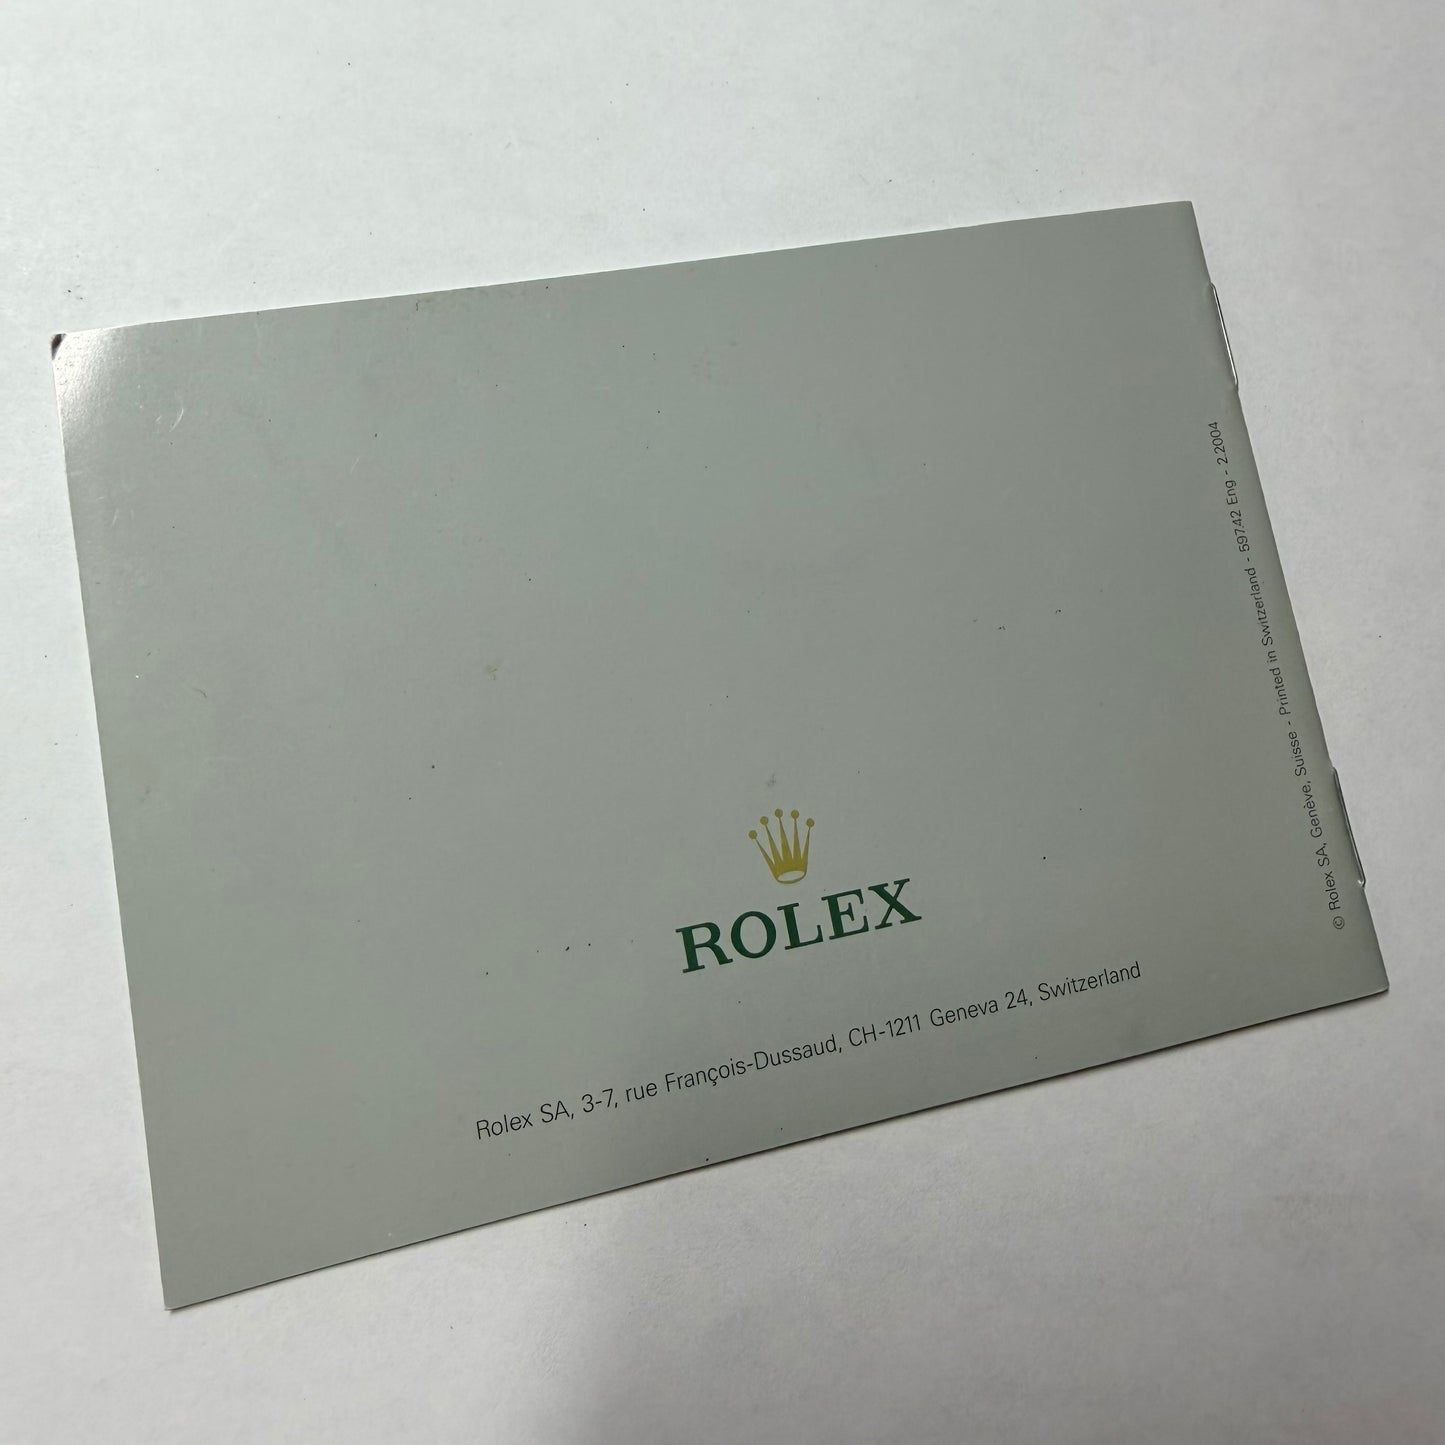 ROLEX
Rolex SA, 3-7, rue François-Dussaud, CH-1211 Geneva 24, Switzerland
© Rolex SA, Genève, Suisse - Printed in Switzerland - 597.42 Eng - 2.2004